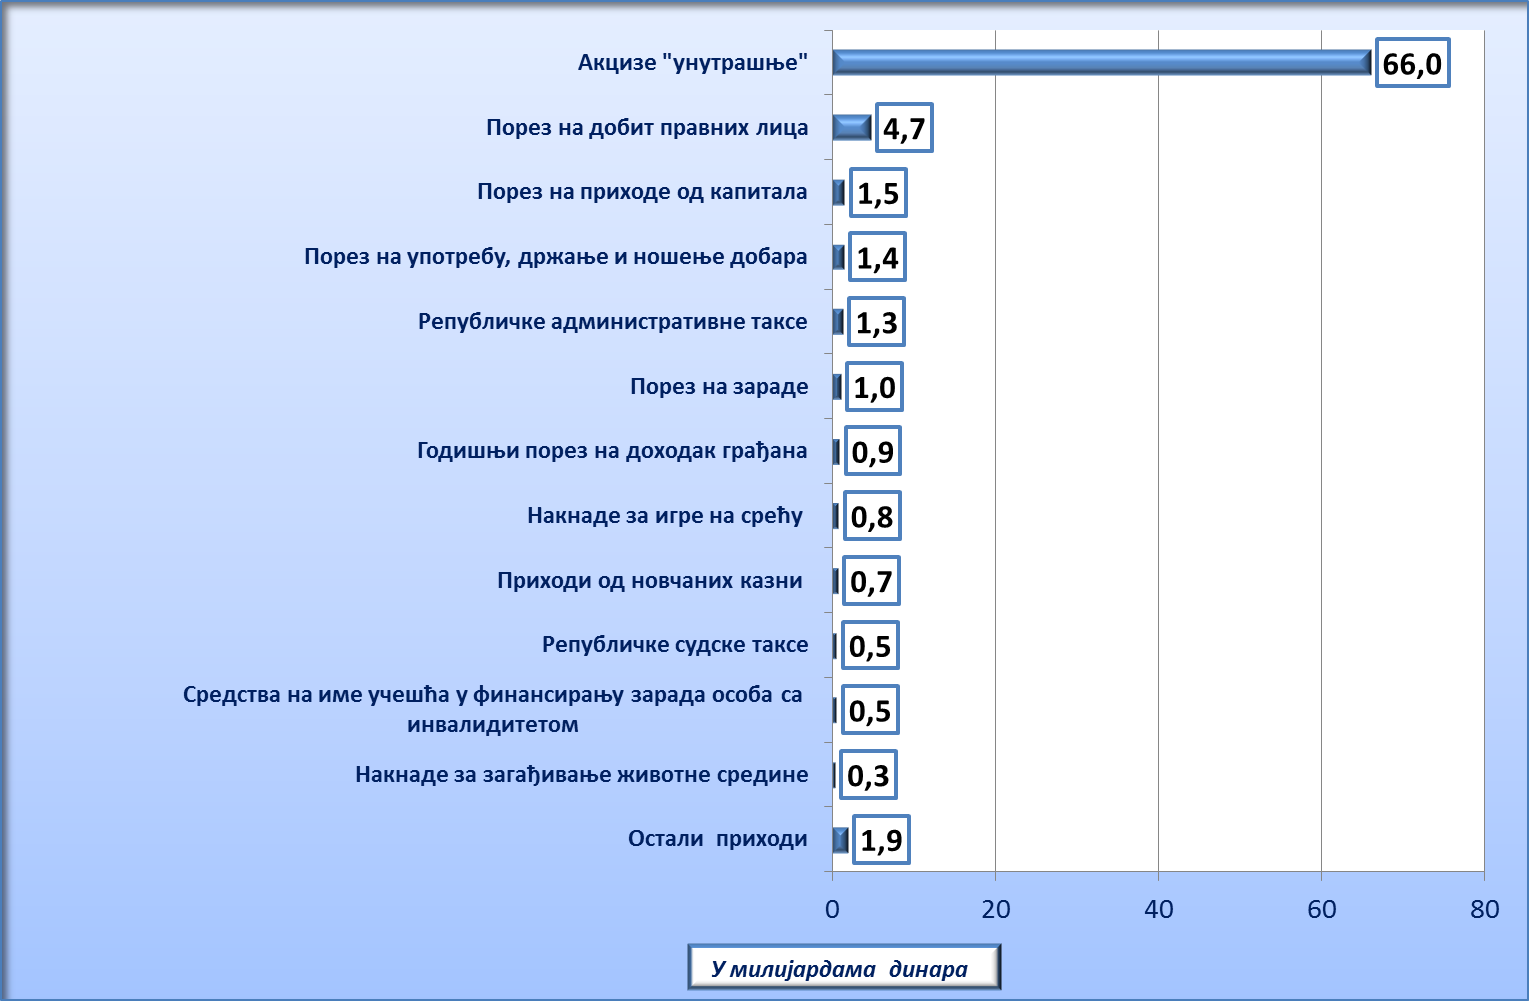 Акцизе "унутрашње"
66,0
Порез на добит правних лица
4,7
Порез на приходе од капитала
1,5
Порез на употребу, држање и ношење добара
1,4
Републичке административне таксе
1,3
Порез на зараде
1,0
Годишњи порез на доходак грађана
0,9
Накнаде за игре на срећу
0,8
Приходи од новчаних казни
0,7
Републичке судске таксе
0,5
Средства на име учешћа у финансирању зарада особа са
инвалидитетом
0,5
Накнаде за загађивање животне средине
0,3
Остали приходи
1,9
0 20 40 60 80
У милијардама динара